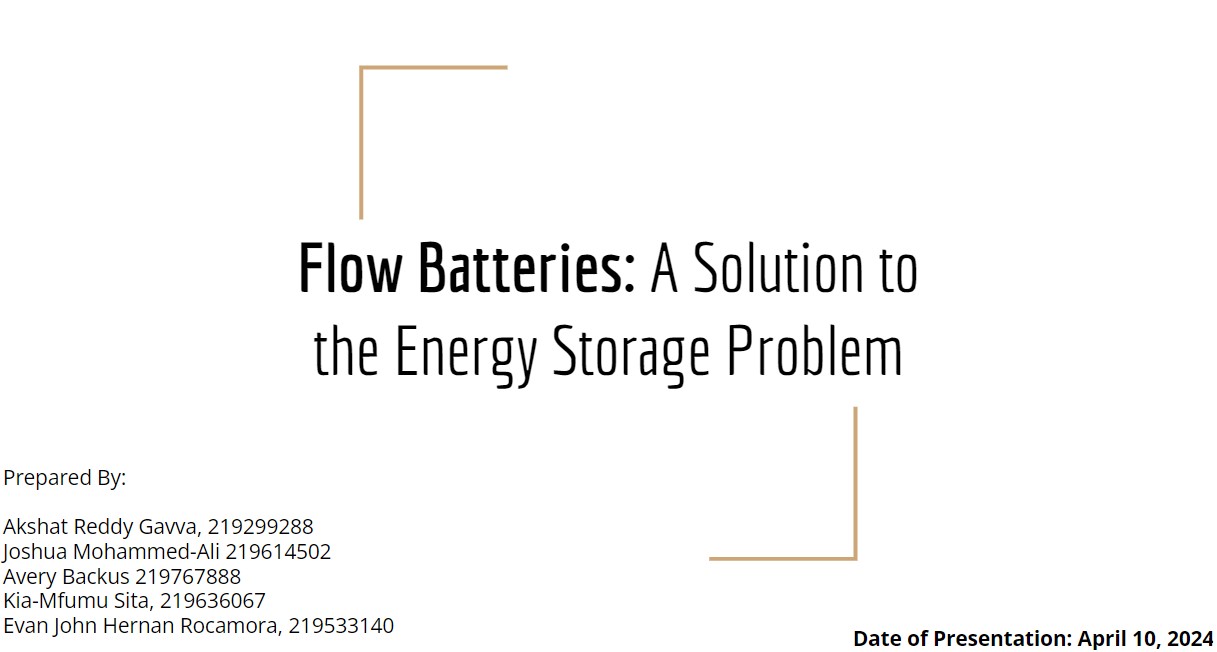 Flow Batteries: A Solution to
the Energy Storage Problem
Prepared By:
Akshat Reddy Gavva, 219299288
Joshua Mohammed-Ali 219614502
Avery Backus 219767888
Kia-Mfumu Sita, 219636067
Evan John Hernan Rocamora, 219533140
Date of Presentation: April 10, 2024